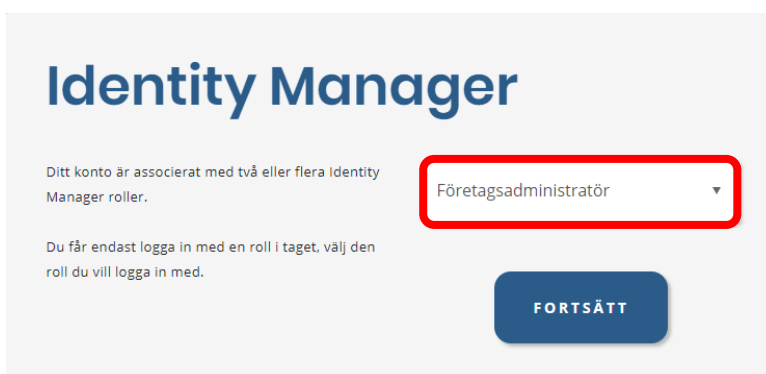 Identity Manager
Ditt konto är associerat med två eller flera Identity
Manager roller.
Du får endast logga in med en roll i taget, välj den
roll du vill logga in med.
Företagsadministratör
FORTSÄTT